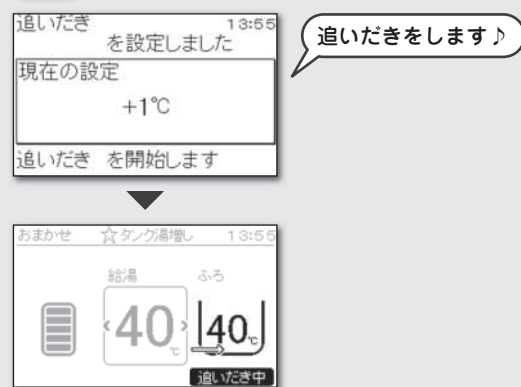 追いだき 13:55
を設定しました
現在の設定
+1℃
追いだき を開始します
追いだきをします♪
おまかせ ☆タンク湯増し 13:55
給湯 ふろ
40℃ 40℃
追いだき中